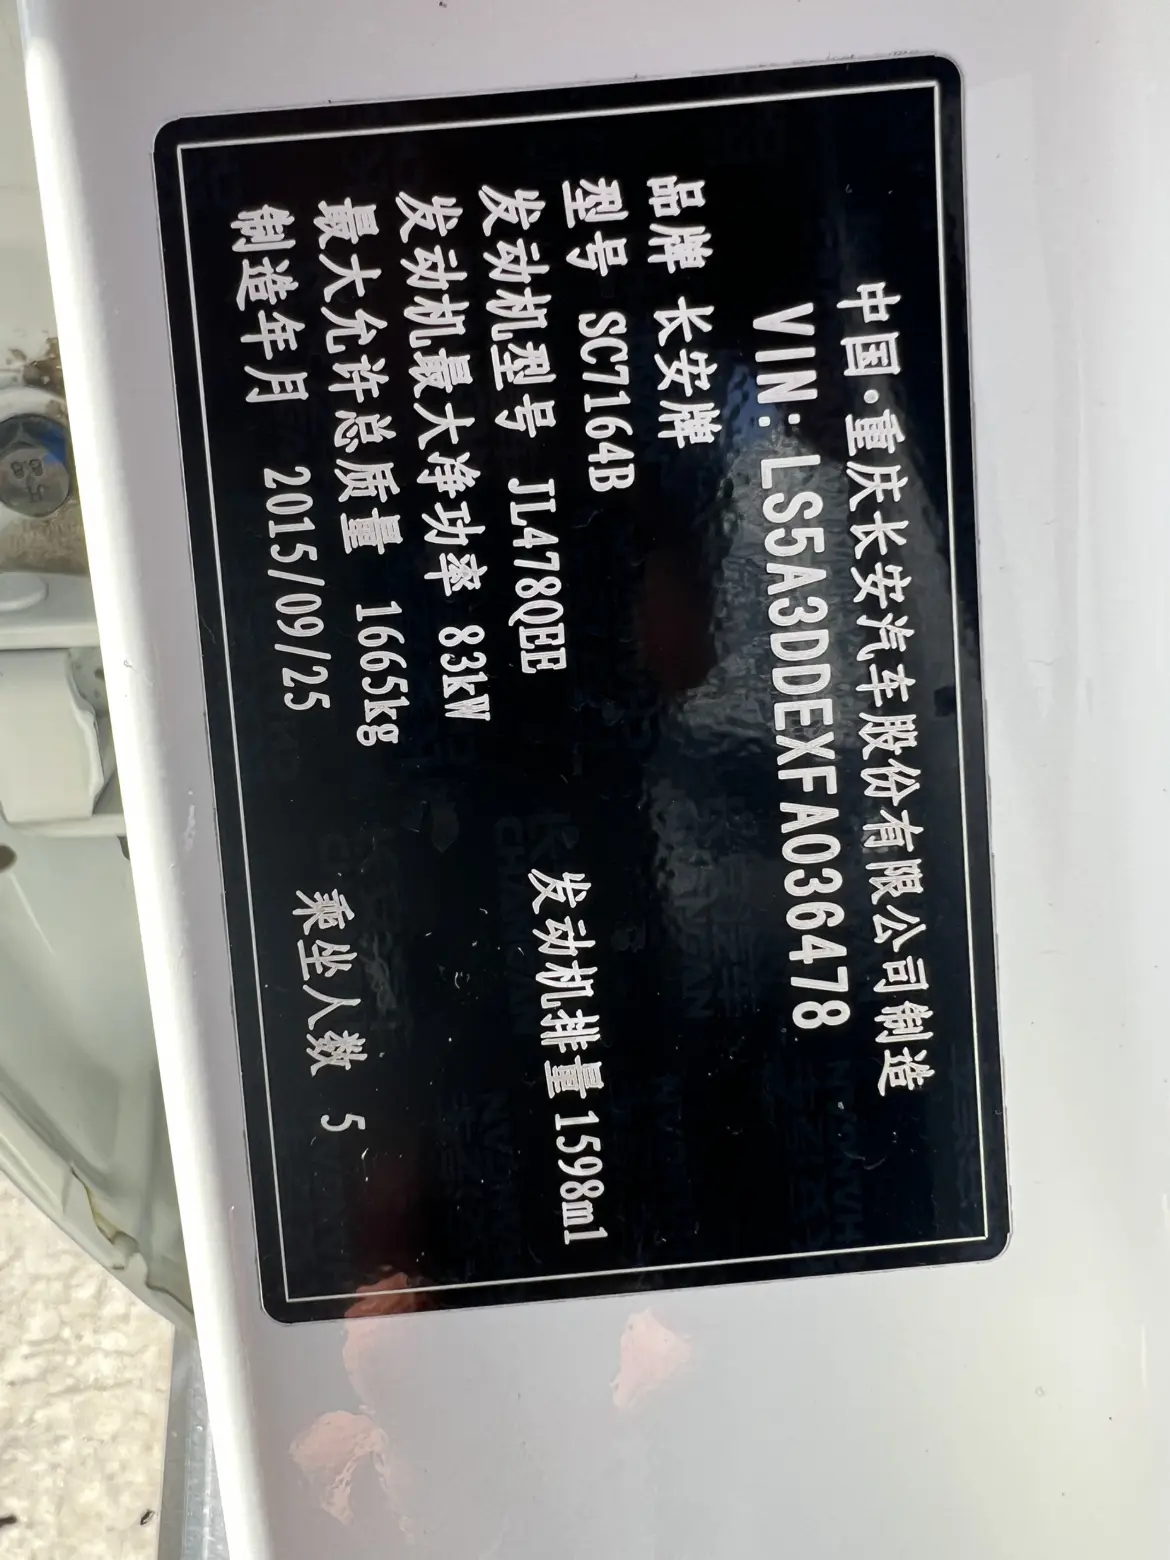 中国·重庆长安汽车股份有限公司制造
VIN: LS5A3DDEXFA036478
品牌 长安牌
型号 SC7164B
发动机型号 JL478QEE 发动机排量 1598ml
发动机最大净功率 83kW
最大允许总质量 1665kg
制造年月 2015/09/25 乘坐人数 5